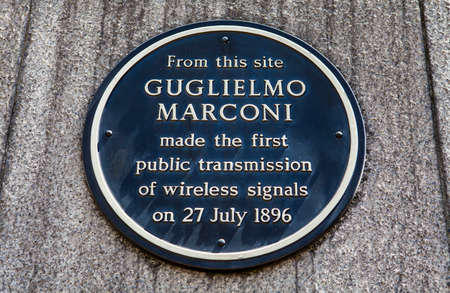 From this site
GUGLIELMO
MARCONI
made the first
public transmission
of wireless signals
on 27 July 1896